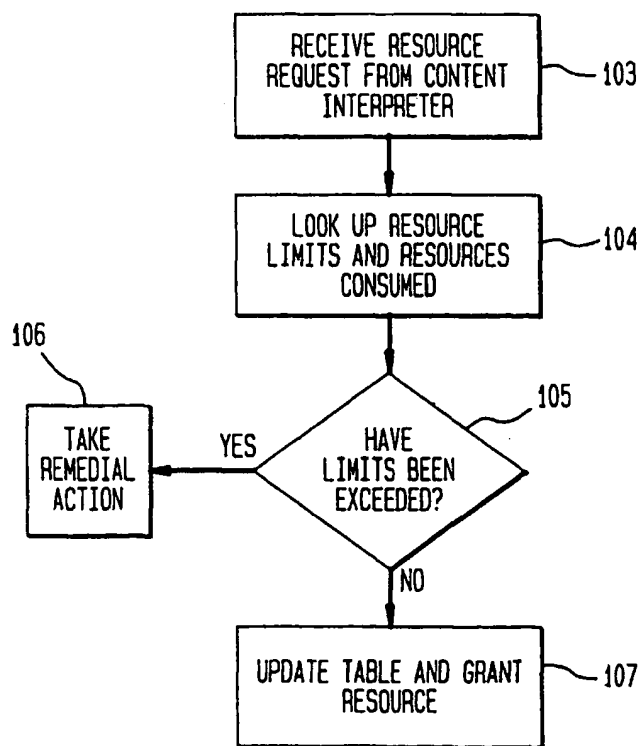 RECEIVE RESOURCE
REQUEST FROM CONTENT
INTERPRETER
103
LOOK UP RESOURCE
LIMITS AND RESOURCES
CONSUMED
104
106
TAKE
REMEDIAL
ACTION
YES
HAVE
LIMITS BEEN
EXCEEDED?
105
NO
UPDATE TABLE AND GRANT
RESOURCE
107